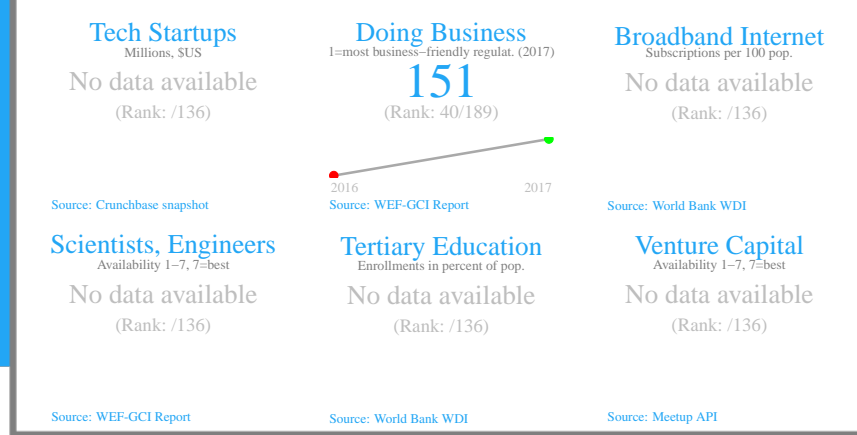 Tech Startups
Millions, $US
No data available
(Rank: /136)
Source: Crunchbase snapshot
Doing Business
1=most business−friendly regulat. (2017)
151
(Rank: 40/189)
2016 2017
Source: WEF-GCI Report
Broadband Internet
Subscriptions per 100 pop.
No data available
(Rank: /136)
Source: World Bank WDI
Scientists, Engineers
Availability 1−7, 7=best
No data available
(Rank: /136)
Source: WEF-GCI Report
Tertiary Education
Enrollments in percent of pop.
No data available
(Rank: /136)
Source: World Bank WDI
Venture Capital
Availability 1−7, 7=best
No data available
(Rank: /136)
Source: Meetup API